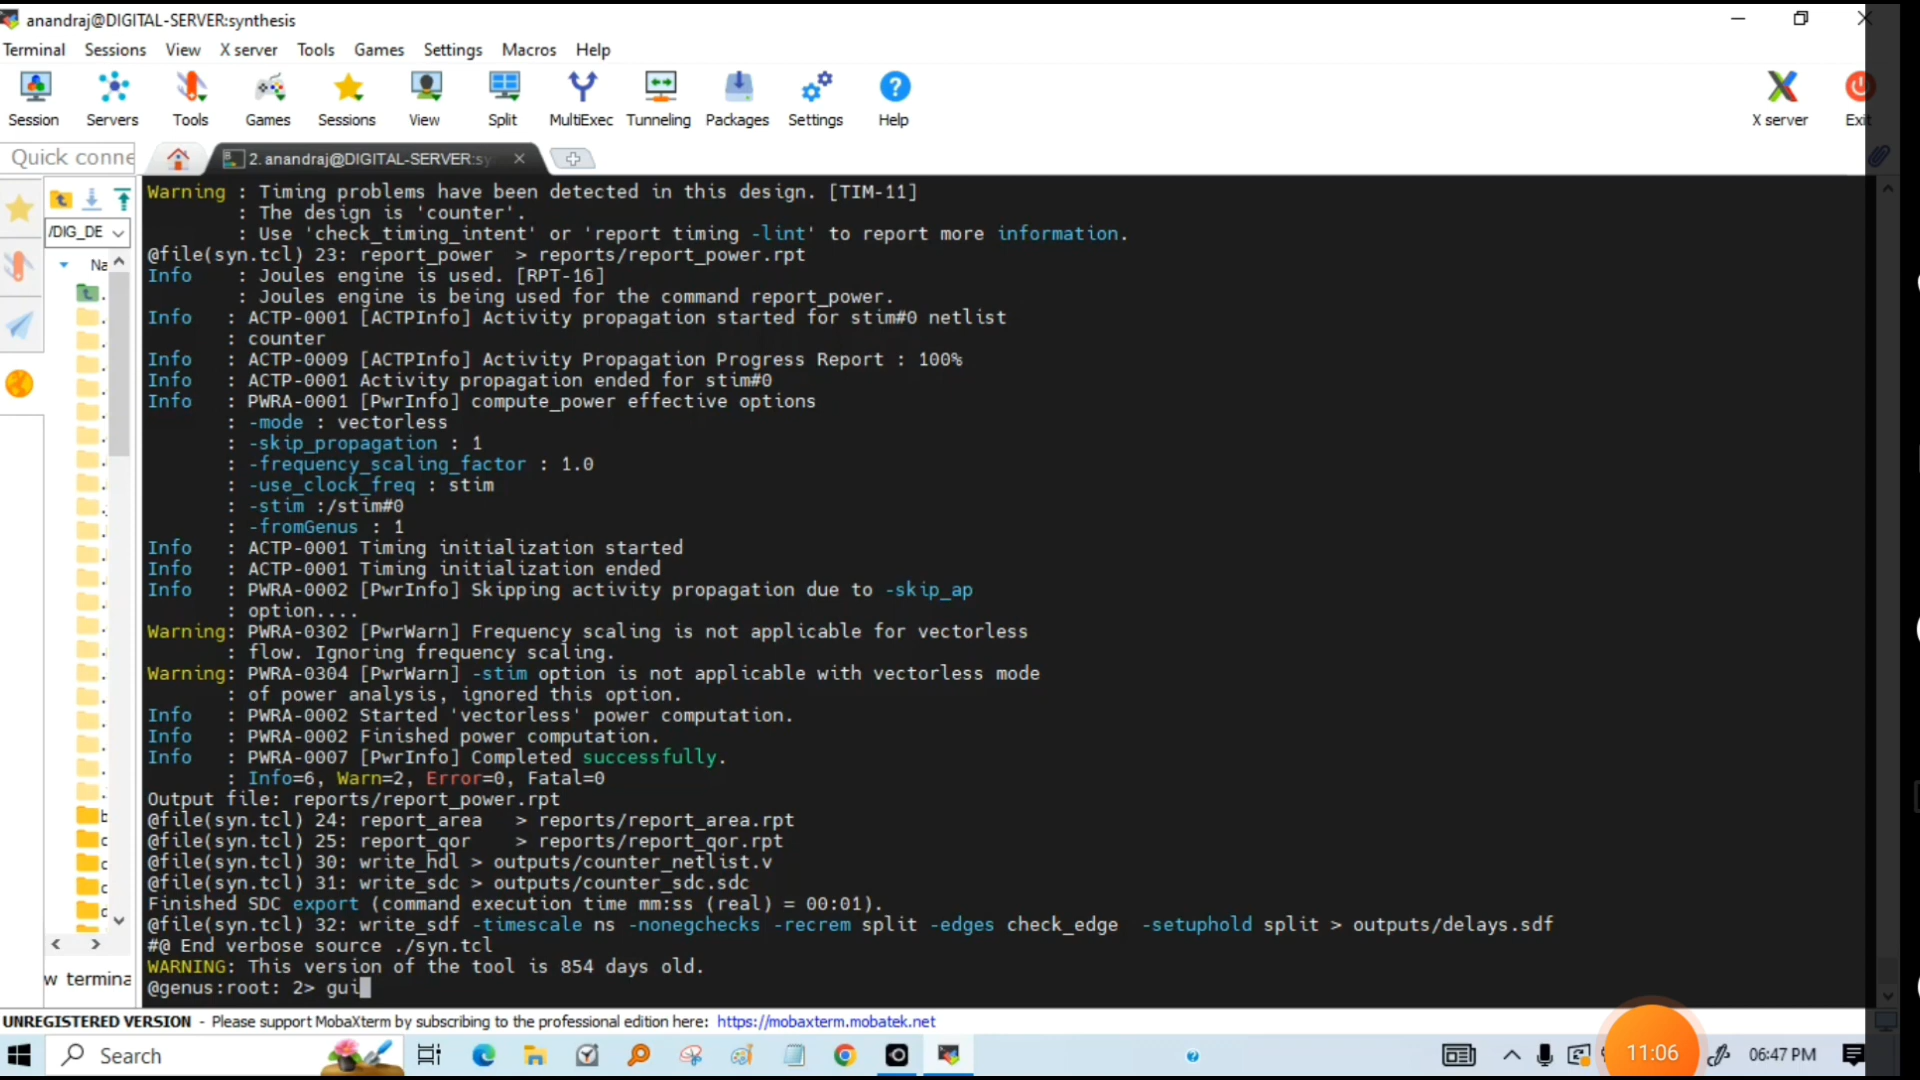 anandraj@DIGITAL-SERVER:synthesis
Terminal Sessions View X server Tools Games Settings Macros Help
Session Servers Tools Games Sessions View Split MultiExec Tunneling Packages Settings Help X server Exit
Quick conne
2. anandraj@DIGITAL-SERVER:sy
/DIG_DE
Na
Warning : Timing problems have been detected in this design. [TIM-11]
: The design is 'counter'.
: Use 'check_timing_intent' or 'report timing -lint' to report more information.
@file(syn.tcl) 23: report_power > reports/report_power.rpt
Info : Joules engine is used. [RPT-16]
: Joules engine is being used for the command report_power.
Info : ACTP-0001 [ACTPInfo] Activity propagation started for stim#0 netlist
: counter
Info : ACTP-0009 [ACTPInfo] Activity Propagation Progress Report : 100%
Info : ACTP-0001 Activity propagation ended for stim#0
Info : PWRA-0001 [PwrInfo] compute_power effective options
: -mode : vectorless
: -skip_propagation : 1
: -frequency_scaling_factor : 1.0
: -use_clock_freq : stim
: -stim :/stim#0
: -fromGenus : 1
Info : ACTP-0001 Timing initialization started
Info : ACTP-0001 Timing initialization ended
Info : PWRA-0002 [PwrInfo] Skipping activity propagation due to -skip_ap
: option....
Warning: PWRA-0302 [PwrWarn] Frequency scaling is not applicable for vectorless
: flow. Ignoring frequency scaling.
Warning: PWRA-0304 [PwrWarn] -stim option is not applicable with vectorless mode
: of power analysis, ignored this option.
Info : PWRA-0002 Started 'vectorless' power computation.
Info : PWRA-0002 Finished power computation.
Info : PWRA-0007 [PwrInfo] Completed successfully.
: Info=6, Warn=2, Error=0, Fatal=0
Output file: reports/report_power.rpt
@file(syn.tcl) 24: report_area > reports/report_area.rpt
@file(syn.tcl) 25: report_qor > reports/report_qor.rpt
@file(syn.tcl) 30: write_hdl > outputs/counter_netlist.v
@file(syn.tcl) 31: write_sdc > outputs/counter_sdc.sdc
Finished SDC export (command execution time mm:ss (real) = 00:01).
@file(syn.tcl) 32: write_sdf -timescale ns -nonegchecks -recrem split -edges check_edge -setuphold split > outputs/delays.sdf
#@ End verbose source ./syn.tcl
WARNING: This version of the tool is 854 days old.
@genus:root: 2> gui
w termina
UNREGISTERED VERSION - Please support MobaXterm by subscribing to the professional edition here: https://mobaxterm.mobatek.net
Search
11:06
06:47 PM